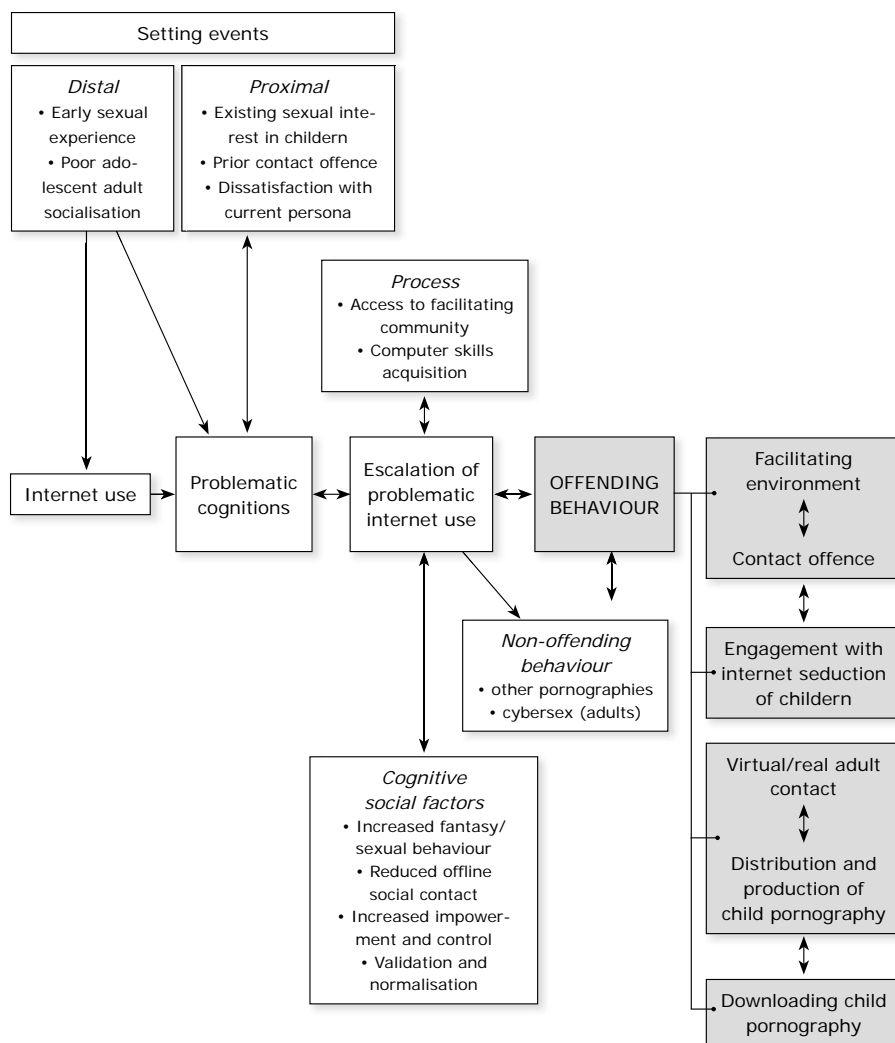 Setting events
Distal
• Early sexual
experience
• Poor ado-
lescent adult
socialisation
Proximal
• Existing sexual inte-
rest in childern
• Prior contact offence
• Dissatisfaction with
current persona
Process
• Access to facilitating
community
• Computer skills
acquisition
Internet use
Problematic
cognitions
Escalation of
problematic
internet use
OFFENDING
BEHAVIOUR
Facilitating
environment
Contact offence
Non-offending
behaviour
• other pornographies
• cybersex (adults)
Engagement with
internet seduction
of childern
Cognitive
social factors
• Increased fantasy/
sexual behaviour
• Reduced offline
social contact
• Increased impower-
ment and control
• Validation and
normalisation
Virtual/real adult
contact
Distribution and
production of
child pornography
Downloading child
pornography